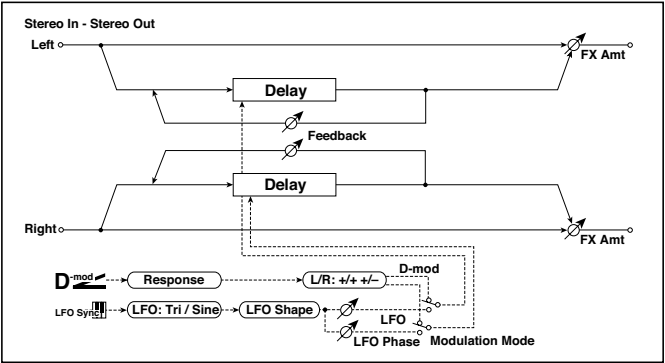 Stereo In - Stereo Out
Left
FX Amt
Delay
Feedback
Delay
Right
FX Amt
D-mod
D-mod
Response
L/R: +/+ +/–
LFO Sync
LFO: Tri / Sine
LFO Shape
LFO
LFO Phase
Modulation Mode